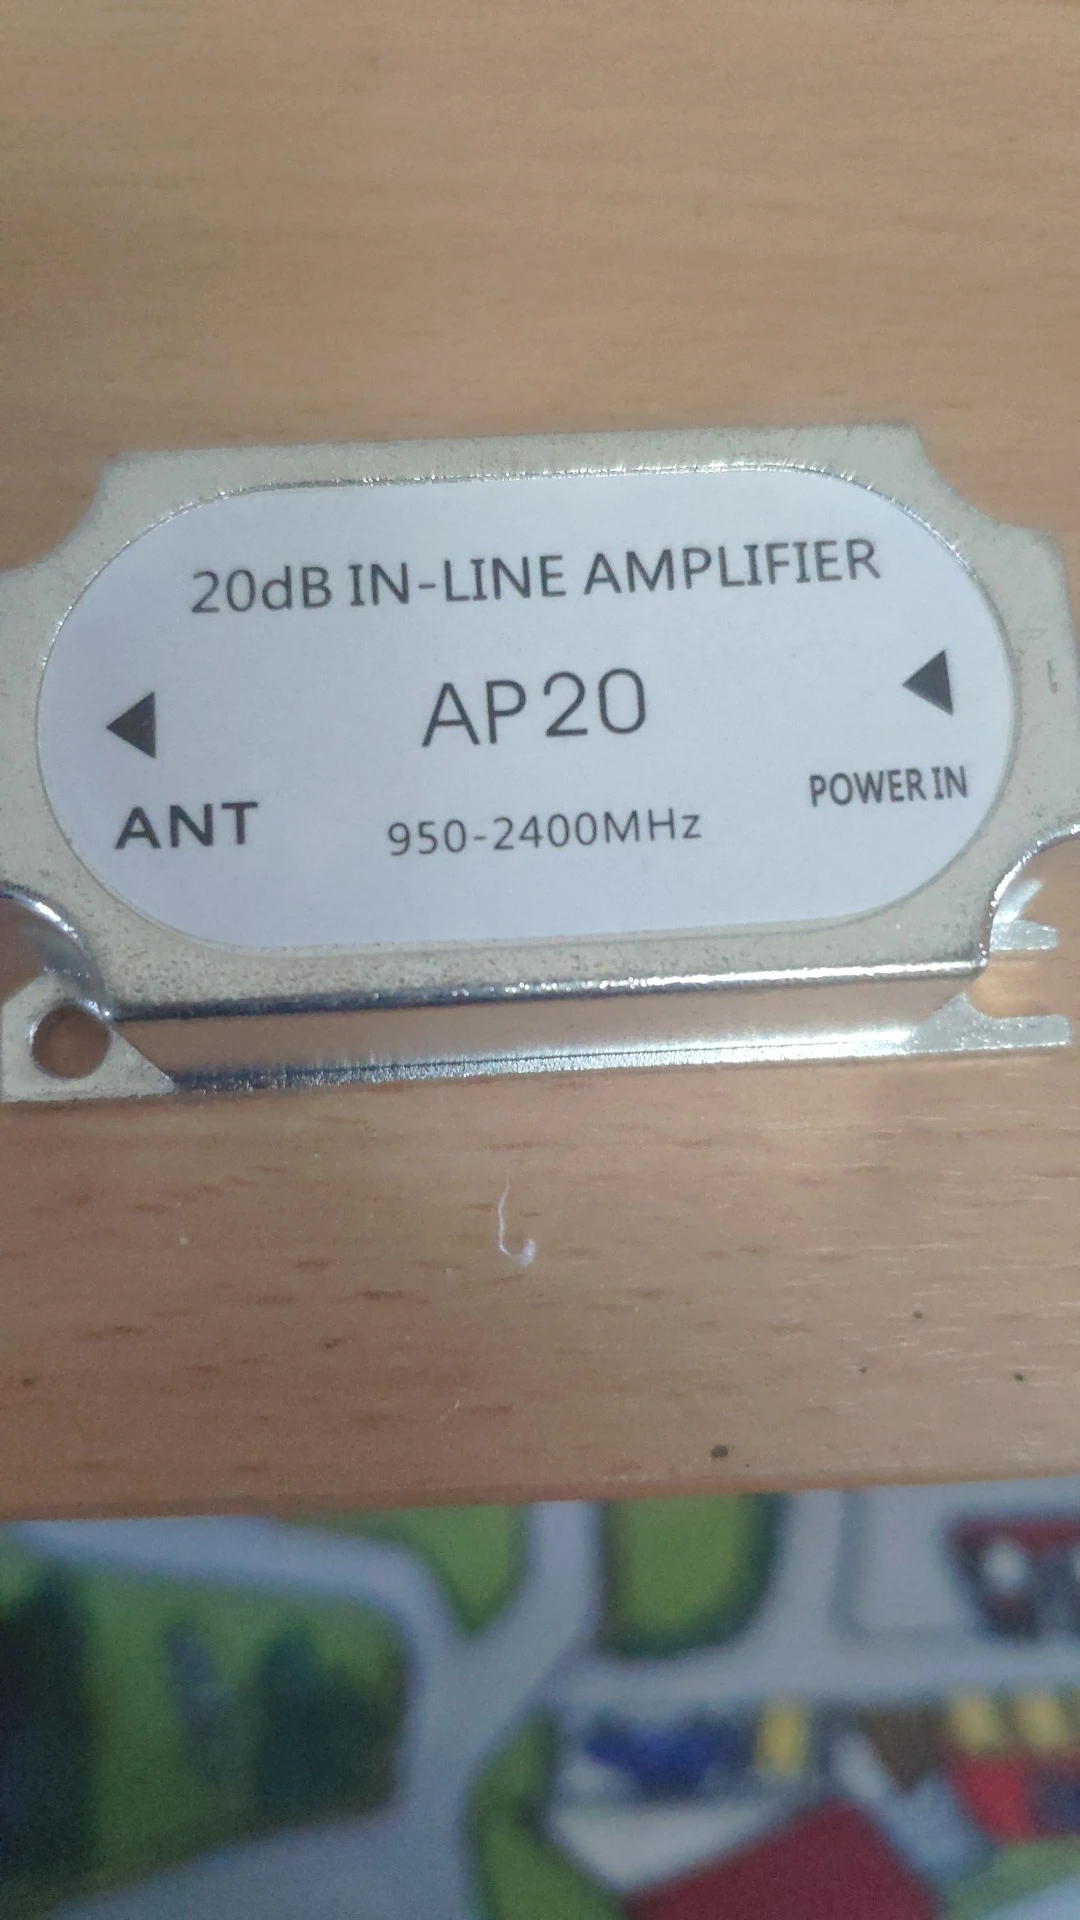 20dB IN-LINE AMPLIFIER
AP20
ANT
950-2400MHz
POWER IN